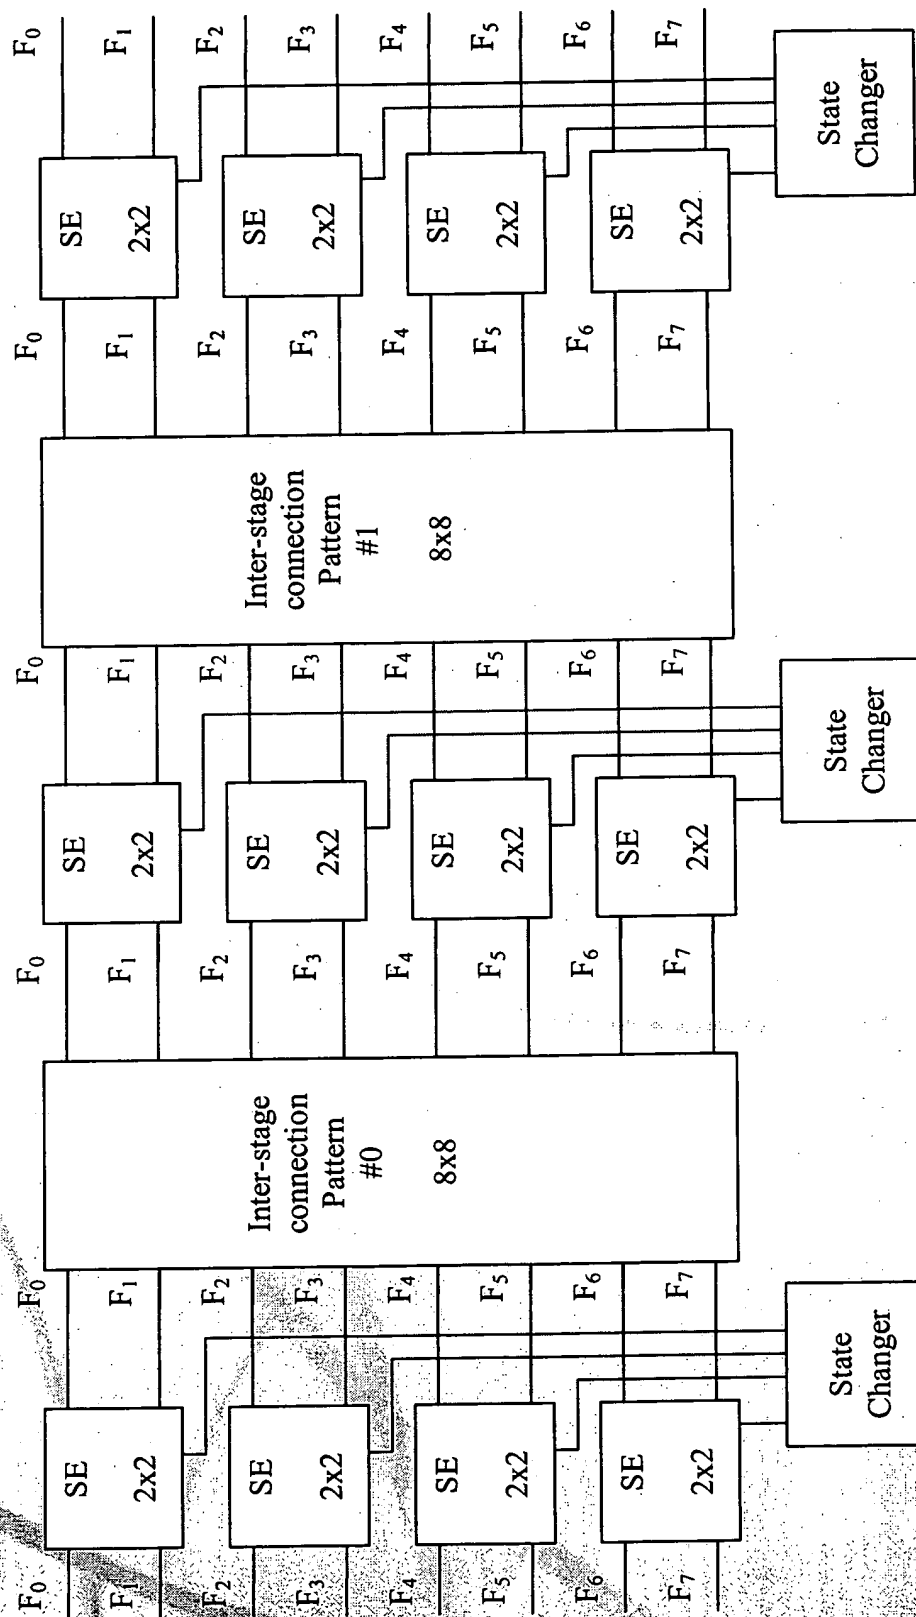 F0
F1
F2
F3
F4
F5
F6
F7
SE
2x2
SE
2x2
SE
2x2
SE
2x2
State
Changer
F0
F1
F2
F3
F4
F5
F6
F7
Inter-stage
connection
Pattern
#0
8x8
F0
F1
F2
F3
F4
F5
F6
F7
SE
2x2
SE
2x2
SE
2x2
SE
2x2
State
Changer
F0
F1
F2
F3
F4
F5
F6
F7
Inter-stage
connection
Pattern
#1
8x8
F0
F1
F2
F3
F4
F5
F6
F7
SE
2x2
SE
2x2
SE
2x2
SE
2x2
State
Changer
F0
F1
F2
F3
F4
F5
F6
F7